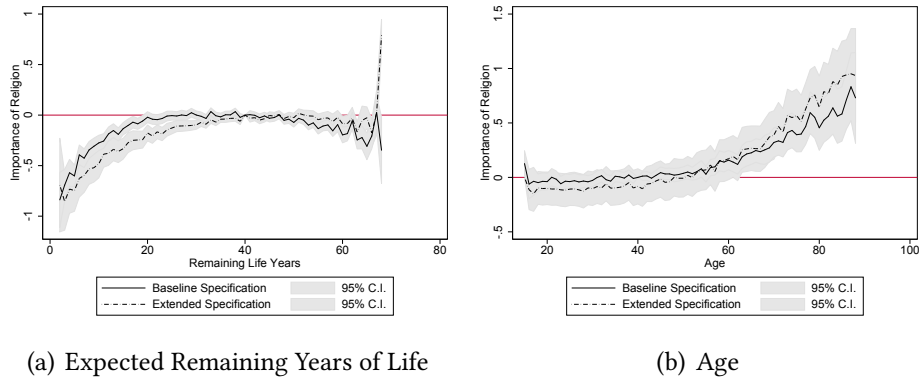 Importance of Religion
-1
-.5
0
.5
1
0
20
40
60
80
Remaining Life Years
Baseline Specification
95% C.I.
Extended Specification
95% C.I.
(a) Expected Remaining Years of Life
Importance of Religion
-.5
0
.5
1
1.5
20
40
60
80
100
Age
Baseline Specification
95% C.I.
Extended Specification
95% C.I.
(b) Age